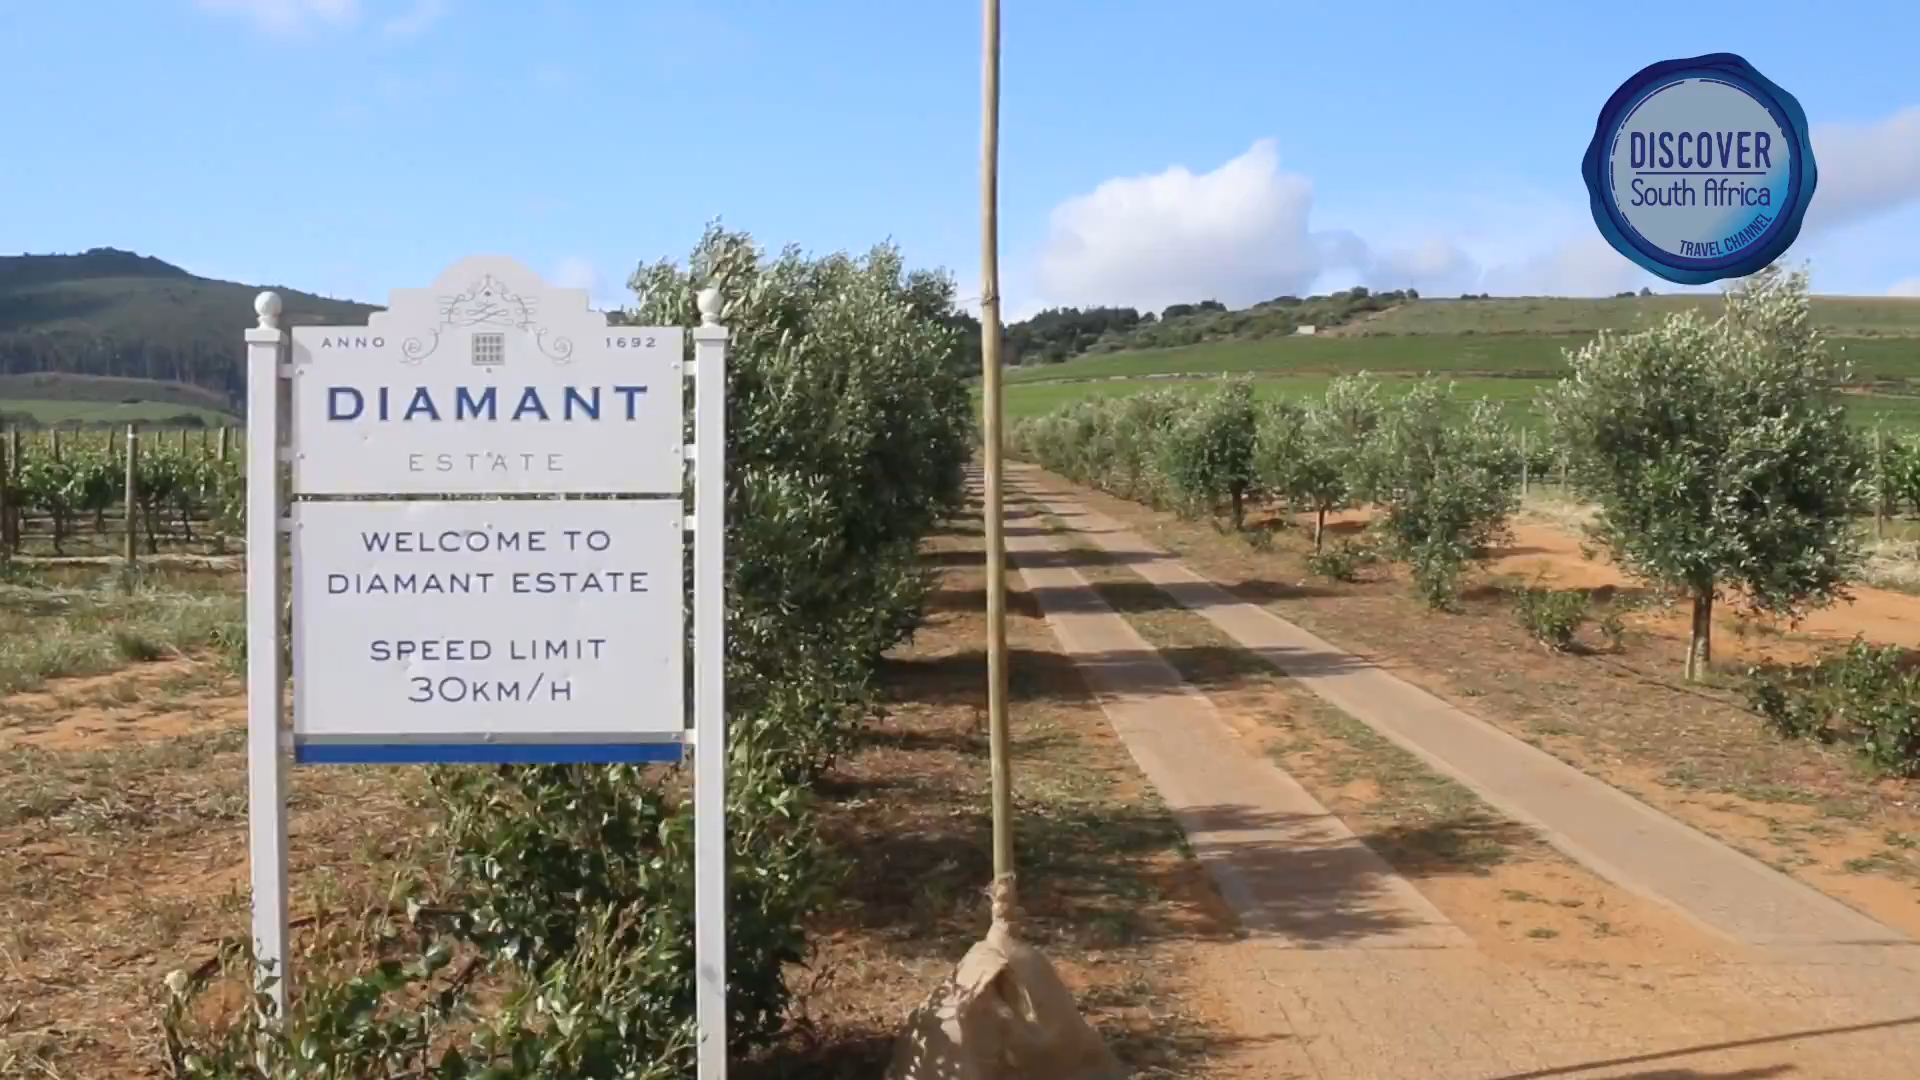 ANNO 1692
DIAMANT
ESTATE
WELCOME TO
DIAMANT ESTATE
SPEED LIMIT
30KM/H
DISCOVER
South Africa
TRAVEL CHANNEL